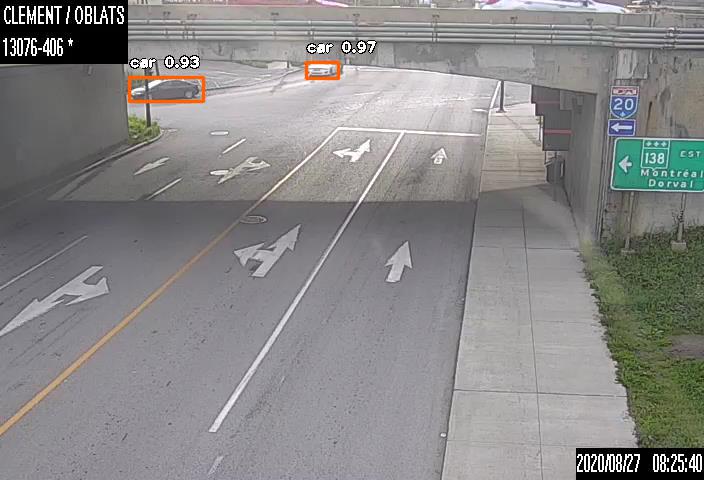 CLEMENT / OBLATS
13076-406 *
car 0.93
car 0.97
20
138 EST
Montréal
Dorval
2020/08/27 08:25:40